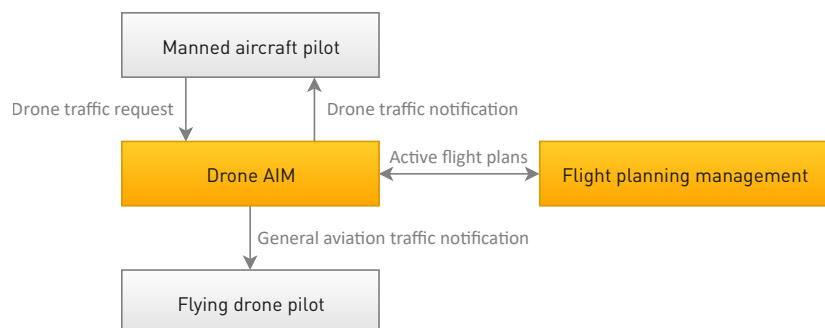 Manned aircraft pilot
Drone traffic request
Drone traffic notification
Drone AIM
Active flight plans
Flight planning management
General aviation traffic notification
Flying drone pilot